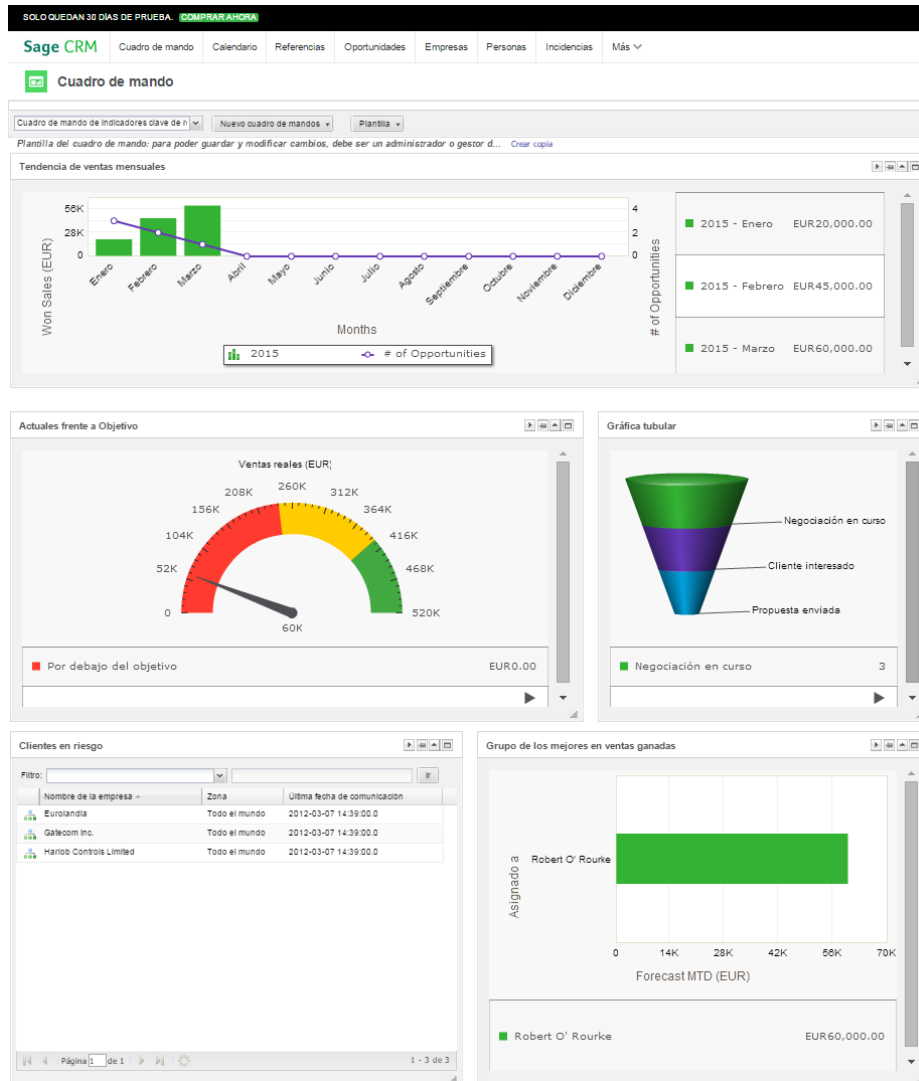 SOLO QUEDAN 30 DÍAS DE PRUEBA. COMPRAR AHORA
Sage CRM Cuadro de mando Calendario Referencias Oportunidades Empresas Personas Incidencias Más
Cuadro de mando
Cuadro de mando de indicadores clave de r Nuevo cuadro de mandos Plantilla
Plantilla del cuadro de mando: para poder guardar y modificar cambios, debe ser un administrador o gestor d... Crear copia
Tendencia de ventas mensuales
56K
28K
0
Won Sales (EUR)
4
2
0
# of Opportunities
Enero Febrero Marzo Abril Mayo Junio Julio Agosto Septiembre Octubre Noviembre Diciembre
Months
2015 # of Opportunities
2015 - Enero EUR20,000.00
2015 - Febrero EUR45,000.00
2015 - Marzo EUR60,000.00
Actuales frente a Objetivo
Ventas reales (EUR)
0
52K
104K
156K
208K
260K
312K
364K
416K
468K
520K
60K
Por debajo del objetivo EUR0.00
Gráfica tubular
Negociación en curso
Cliente interesado
Propuesta enviada
Negociación en curso 3
Clientes en riesgo
Filtro: Ir
Nombre de la empresa Zona Última fecha de comunicación
Eurolandia Todo el mundo 2012-03-07 14:39:00.0
Gatecom Inc. Todo el mundo 2012-03-07 14:39:00.0
Harlob Controls Limited Todo el mundo 2012-03-07 14:39:00.0
Página 1 de 1 1 - 3 de 3
Grupo de los mejores en ventas ganadas
Asignado a
Robert O' Rourke
0 14K 28K 42K 56K 70K
Forecast MTD (EUR)
Robert O' Rourke EUR60,000.00